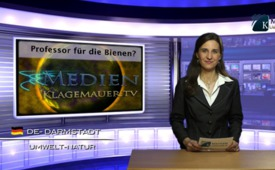 Professor für die Bienen?
MEDIEN
KLAGEMAUER.TV
DE-DARMSTADT
UMWELT-NATUR
K